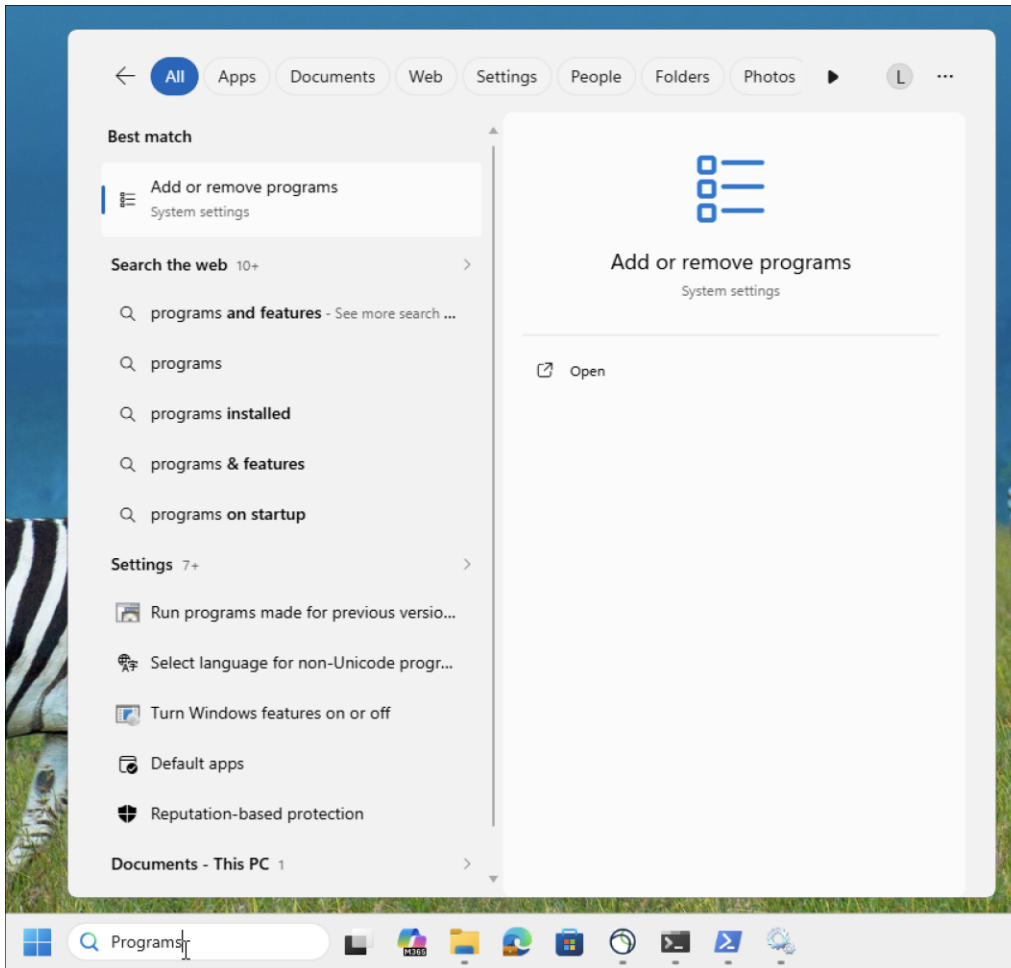 All Apps Documents Web Settings People Folders Photos L ...
Best match
Add or remove programs
System settings
Search the web 10+
programs and features - See more search ...
programs
programs installed
programs & features
programs on startup
Settings 7+
Run programs made for previous versio...
Select language for non-Unicode progr...
Turn Windows features on or off
Default apps
Reputation-based protection
Documents - This PC 1
Add or remove programs
System settings
Open
Programs
M365